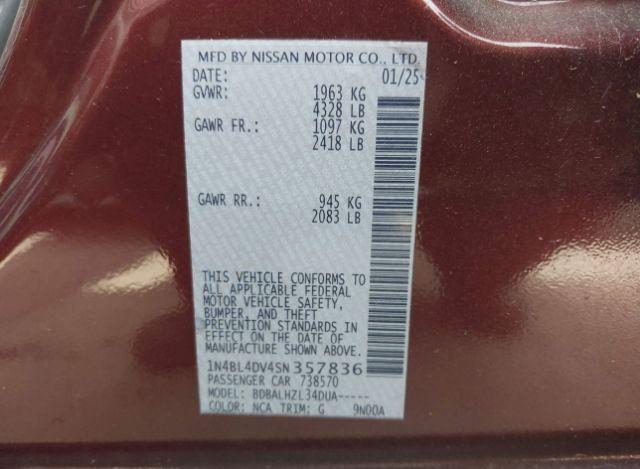 MFD BY NISSAN MOTOR CO., LTD.
DATE: 01/25
GVWR: 1963 KG
4328 LB
GAWR FR.: 1097 KG
2418 LB
GAWR RR.: 945 KG
2083 LB
THIS VEHICLE CONFORMS TO
ALL APPLICABLE FEDERAL
MOTOR VEHICLE SAFETY,
BUMPER, AND THEFT
PREVENTION STANDARDS IN
EFFECT ON THE DATE OF
MANUFACTURE SHOWN ABOVE.
1N4BL4DV4SN357836
PASSENGER CAR 738570
MODEL: BDBALHZL34DUA-----
COLOR: NCA TRIM: G 9N00A